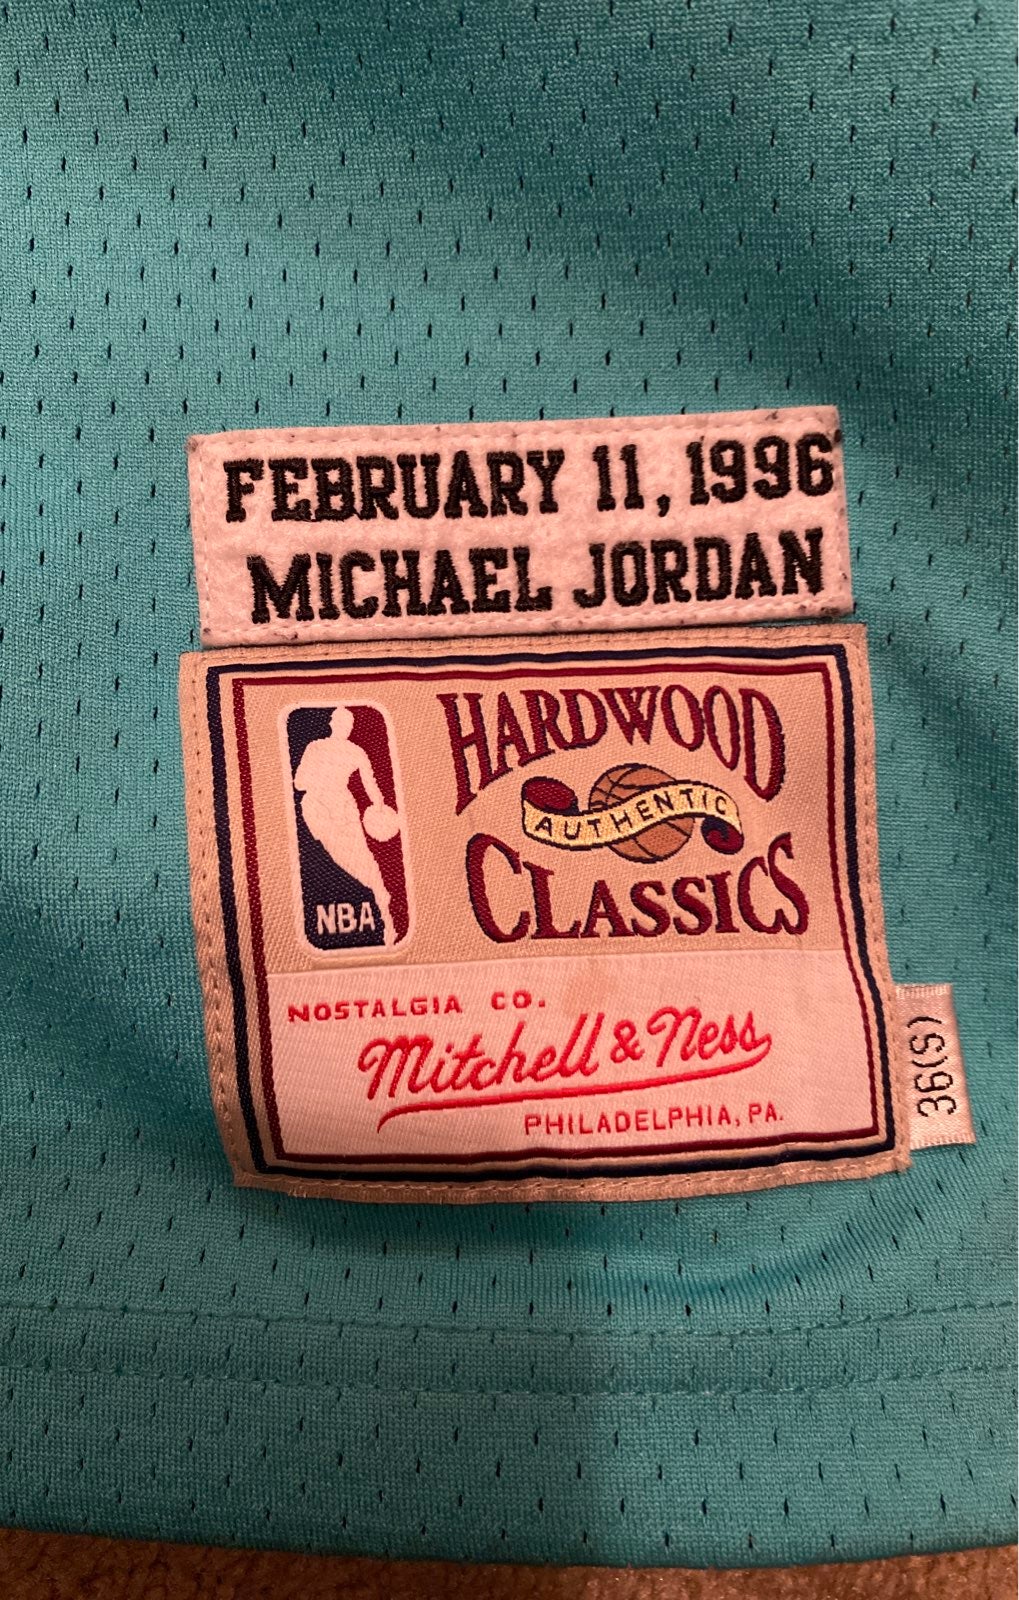 FEBRUARY 11, 1996
MICHAEL JORDAN
HARDWOOD
AUTHENTIC
CLASSICS
NBA
NOSTALGIA CO.
Mitchell & Ness
PHILADELPHIA, PA.
36(S)